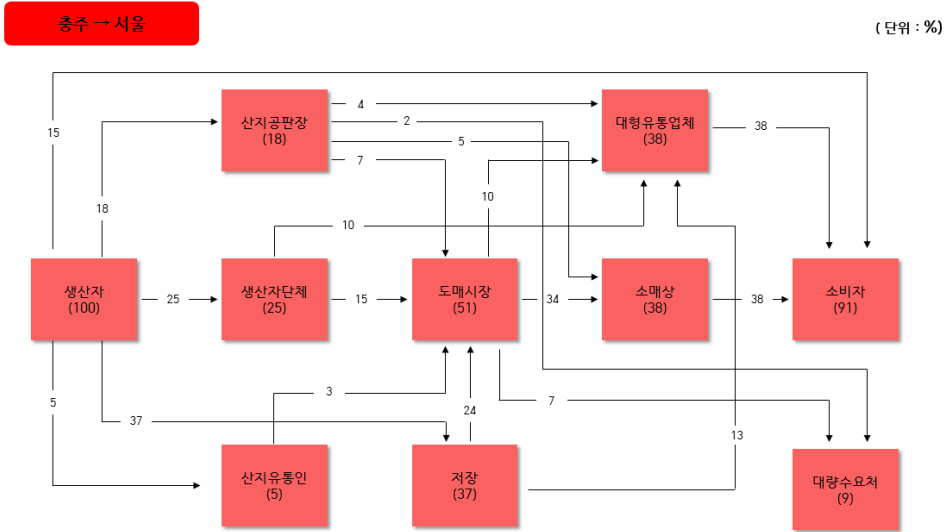 충주 → 서울
( 단위 : %)
15
18
4
2
5
7
산지공판장
(18)
대형유통업체
(38)
38
10
10
생산자
(100)
25
생산자단체
(25)
15
도매시장
(51)
34
소매상
(38)
38
소비자
(91)
5
37
3
24
7
13
산지유통인
(5)
저장
(37)
대량수요처
(9)